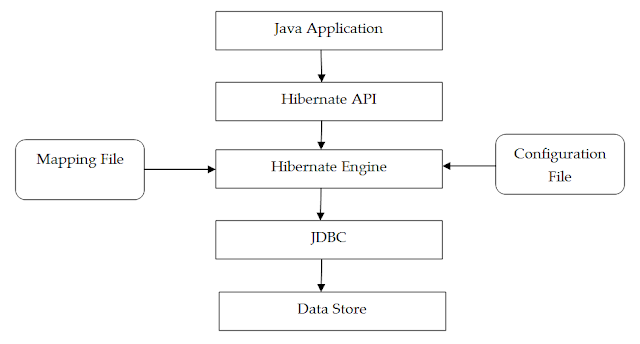 Java Application
Hibernate API
Mapping File
Hibernate Engine
Configuration
File
JDBC
Data Store